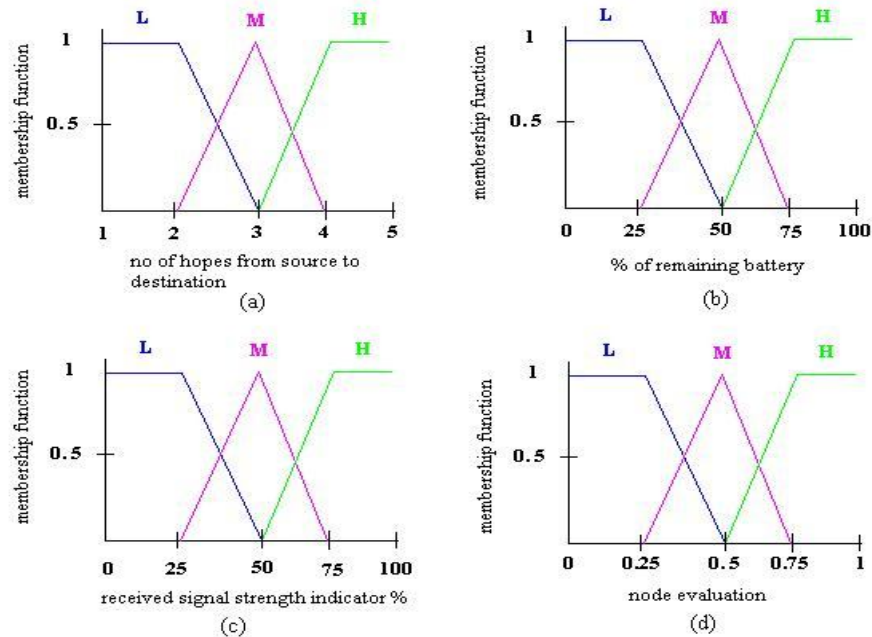 L M H
1
0.5
membership function
1 2 3 4 5
no of hopes from source to
destination
(a)
L M H
1
0.5
membership function
0 25 50 75 100
% of remaining battery
(b)
L M H
1
0.5
membership function
0 25 50 75 100
received signal strength indicator %
(c)
L M H
1
0.5
membership function
0 0.25 0.5 0.75 1
node evaluation
(d)